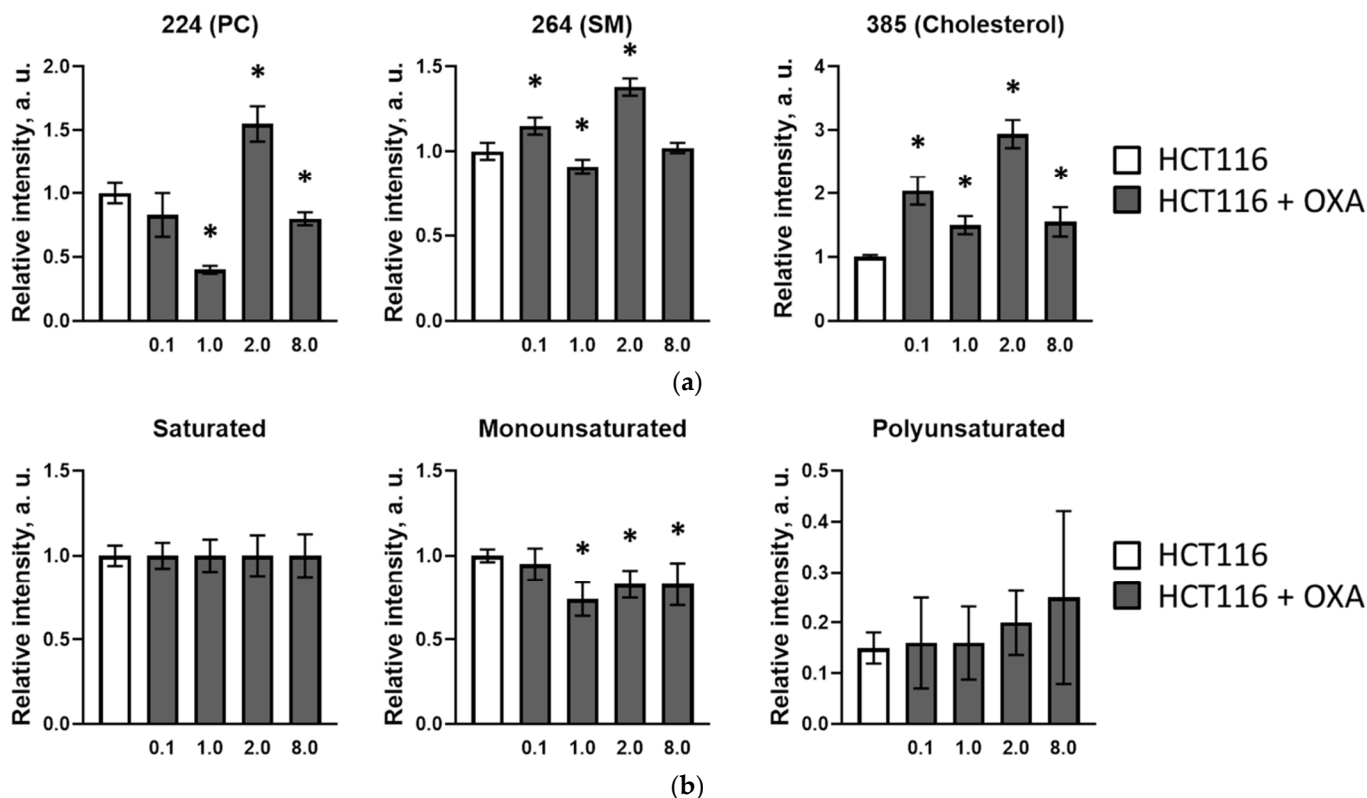 224 (PC)
264 (SM)
385 (Cholesterol)
Relative intensity, a. u.
2.0
1.5
1.0
0.5
0.0
*
*
*
0.1 1.0 2.0 8.0
Relative intensity, a. u.
1.5
1.0
0.5
0.0
*
*
*
0.1 1.0 2.0 8.0
Relative intensity, a. u.
4
3
2
1
0
*
*
*
*
0.1 1.0 2.0 8.0
HCT116
HCT116 + OXA
(a)
Saturated
Monounsaturated
Polyunsaturated
Relative intensity, a. u.
1.5
1.0
0.5
0.0
0.1 1.0 2.0 8.0
Relative intensity, a. u.
1.5
1.0
0.5
0.0
* * *
0.1 1.0 2.0 8.0
Relative intensity, a. u.
0.5
0.4
0.3
0.2
0.1
0.0
0.1 1.0 2.0 8.0
HCT116
HCT116 + OXA
(b)